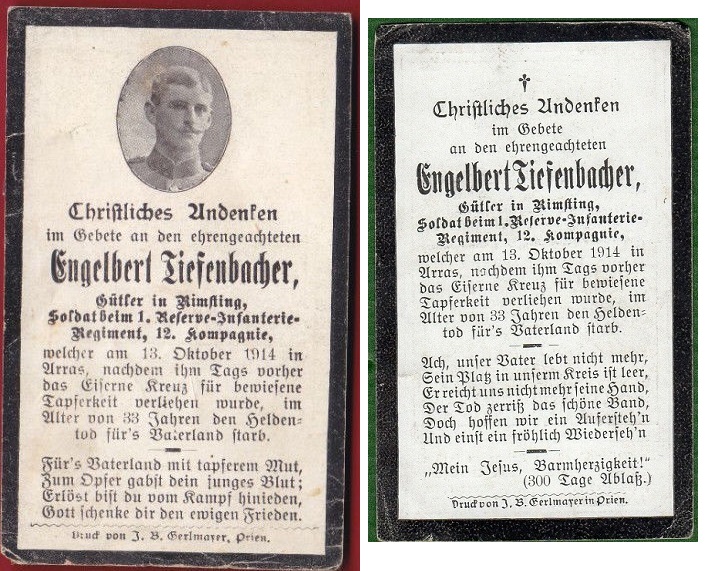 Christliches Andenken
im Gebete an den ehrengeachteten
Engelbert Tiefenbacher,
Gütler in Rimsting,
Soldat beim 1. Reserve-Infanterie-
Regiment, 12. Kompagnie,
welcher am 13. Oktober 1914 in
Arras, nachdem ihm Tags vorher
das Eiserne Kreuz für bewiesene
Tapferkeit verliehen wurde, im
Alter von 33 Jahren den Helden-
tod für's Vaterland starb.
Für's Vaterland mit tapferem Mut,
Zum Opfer gabst dein junges Blut;
Erlöst bist du vom Kampf hinieden,
Gott schenke dir den ewigen Frieden.
Druck von J. B. Gerlmayer, Prien.
†
Christliches Andenken
im Gebete
an den ehrengeachteten
Engelbert Tiefenbacher,
Gütler in Rimsting,
Soldat beim 1. Reserve-Infanterie-
Regiment, 12. Kompagnie,
welcher am 13. Oktober 1914 in
Arras, nachdem ihm Tags vorher
das Eiserne Kreuz für bewiesene
Tapferkeit verliehen wurde, im
Alter von 33 Jahren den Helden-
tod für's Vaterland starb.
Ach, unser Vater lebt nicht mehr,
Sein Platz in unserm Kreis ist leer,
Er reicht uns nicht mehr seine Hand,
Der Tod zerriß das schöne Band,
Doch hoffen wir ein Aufersteh'n
Und einst ein fröhlich Wiederseh'n
„Mein Jesus, Barmherzigkeit!"
(300 Tage Ablaß.)
Druck von J. B. Gerlmayer in Prien.